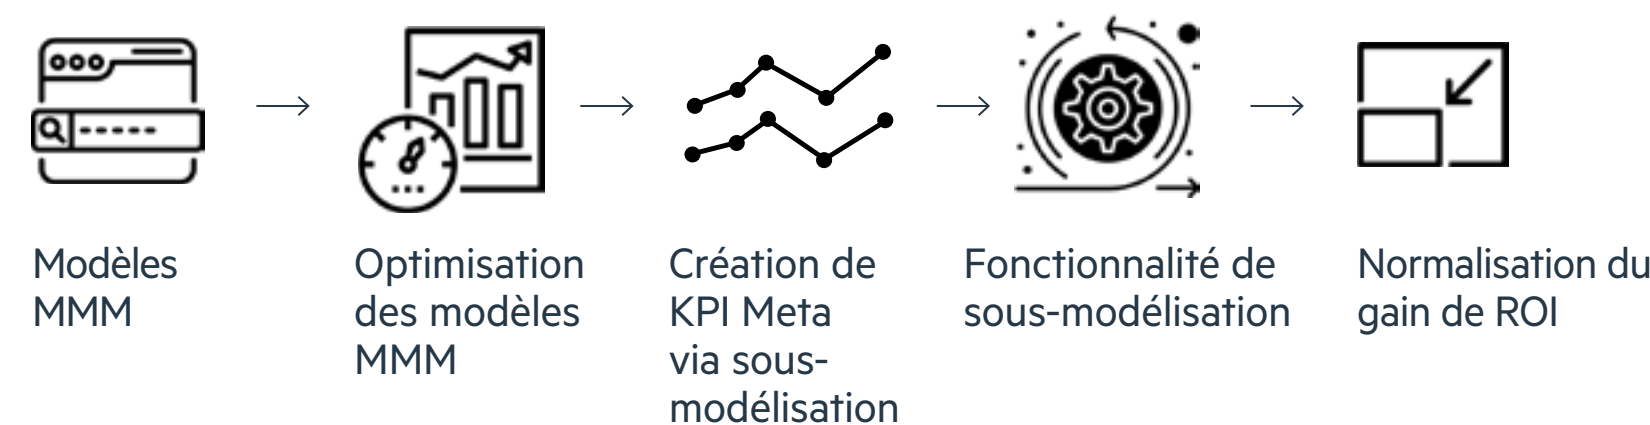 Modèles
MMM
Optimisation
des modèles
MMM
Création de
KPI Meta
via sous-
modélisation
Fonctionnalité de
sous-modélisation
Normalisation du
gain de ROI